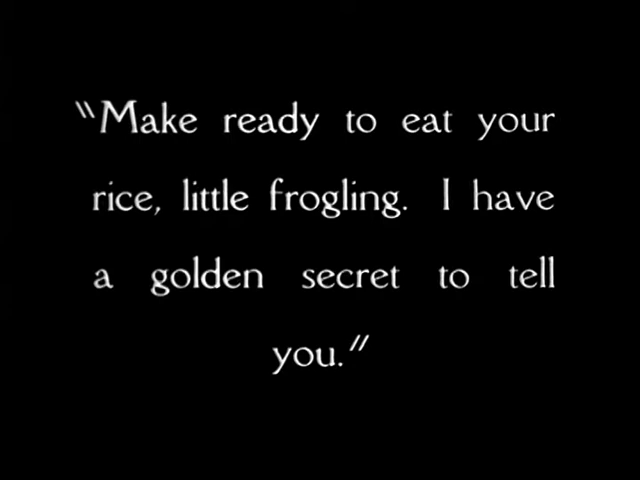 "Make ready to eat your
rice, little frogling. I have
a golden secret to tell
you."